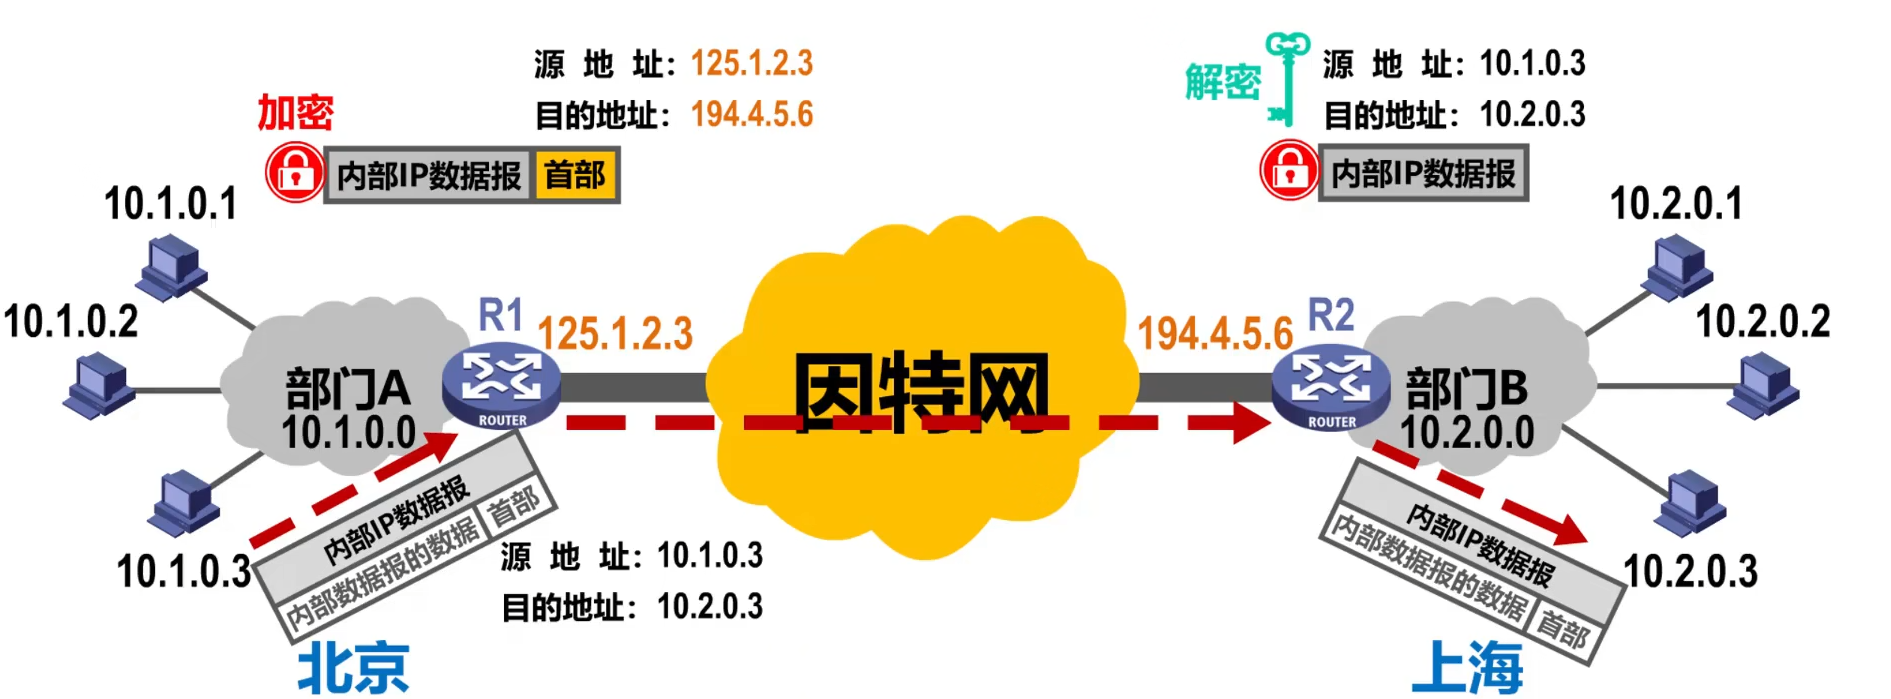 源 地 址：125.1.2.3
目的地址：194.4.5.6
加密
内部IP数据报 首部
解密
源 地 址：10.1.0.3
目的地址：10.2.0.3
内部IP数据报
10.1.0.1
10.1.0.2
10.1.0.3
部门A
10.1.0.0
R1
125.1.2.3
ROUTER
因特网
194.4.5.6
R2
ROUTER
部门B
10.2.0.0
10.2.0.1
10.2.0.2
10.2.0.3
内部IP数据报
内部数据报的数据 首部
源 地 址：10.1.0.3
目的地址：10.2.0.3
内部IP数据报
内部数据报的数据 首部
北京
上海